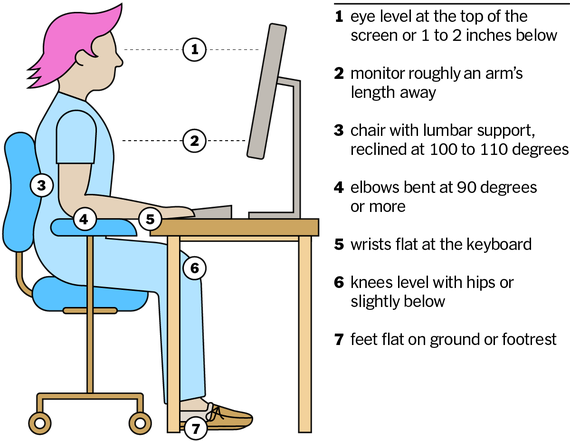 1 eye level at the top of the
screen or 1 to 2 inches below
2 monitor roughly an arm's
length away
3 chair with lumbar support,
reclined at 100 to 110 degrees
4 elbows bent at 90 degrees
or more
5 wrists flat at the keyboard
6 knees level with hips or
slightly below
7 feet flat on ground or footrest
1
2
3
4
5
6
7